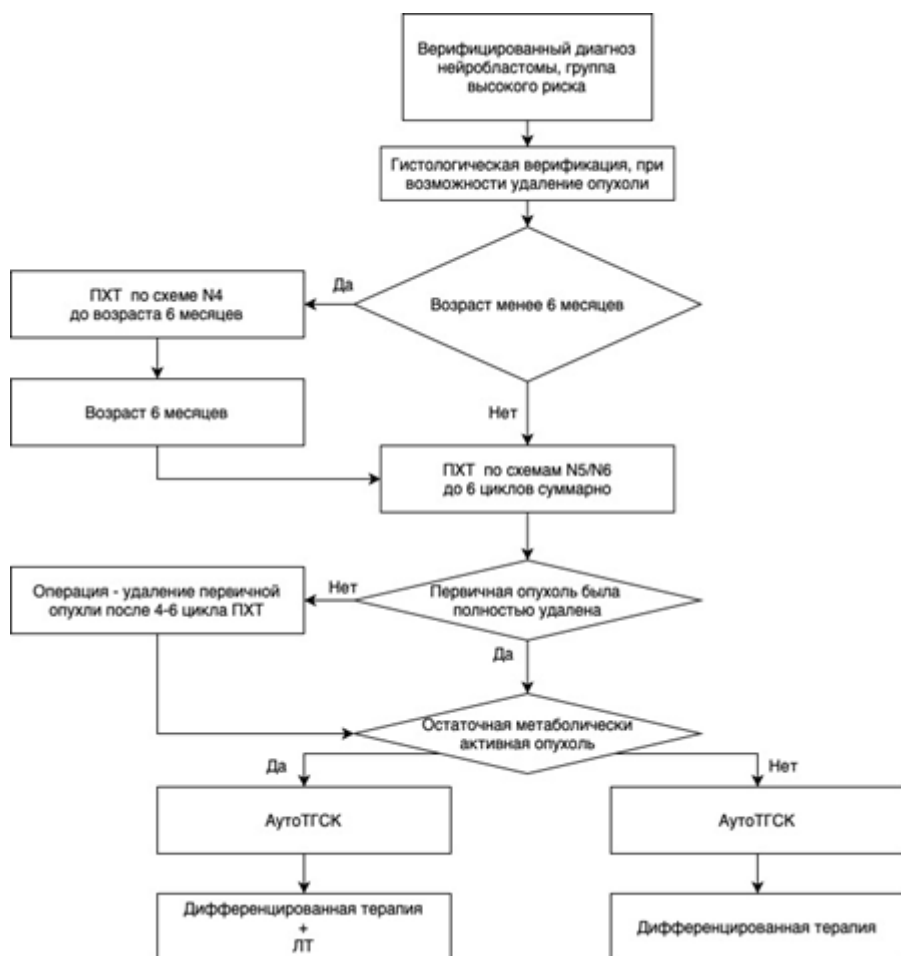 Верифицированный диагноз
нейробластомы, группа
высокого риска
Гистологическая верификация, при
возможности удаление опухоли
Возраст менее 6 месяцев
Да
ПХТ по схеме N4
до возраста 6 месяцев
Возраст 6 месяцев
Нет
ПХТ по схемам N5/N6
до 6 циклов суммарно
Первичная опухоль была
полностью удалена
Нет
Операция - удаление первичной
опухли после 4-6 цикла ПХТ
Да
Остаточная метаболически
активная опухоль
Да
Нет
АутоТГСК
АутоТГСК
Дифференцированная терапия
+
ЛТ
Дифференцированная терапия